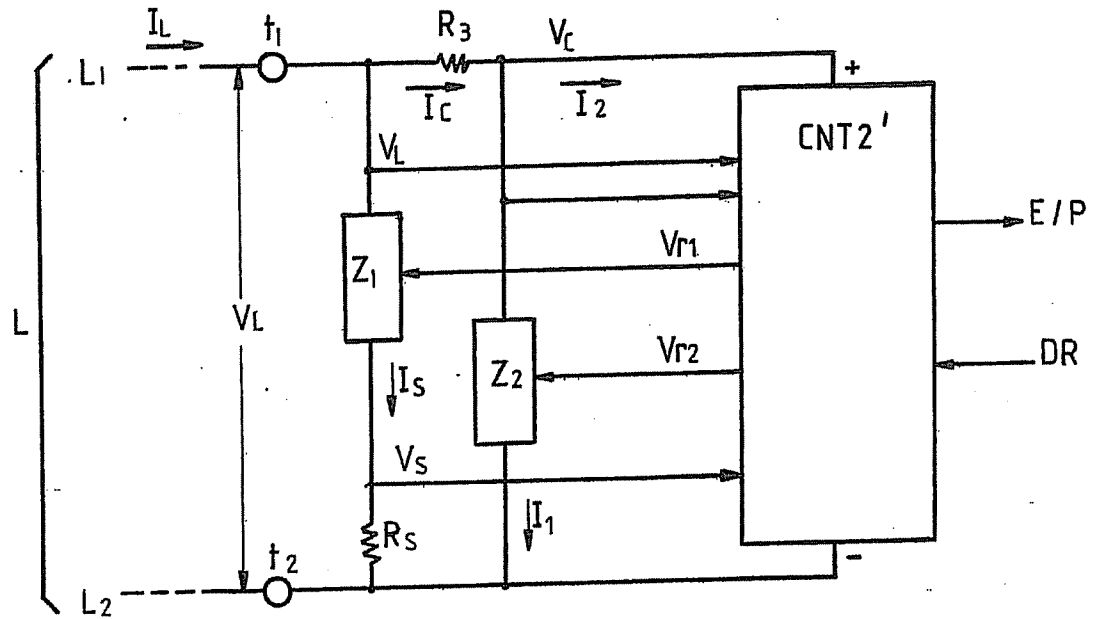 IL
t1
R3
VC
L1
IC
I2
+
CNT2'
VL
E/P
Z1
Vr1
L
VL
Vr2
DR
Z2
IS
VS
I1
RS
t2
−
L2